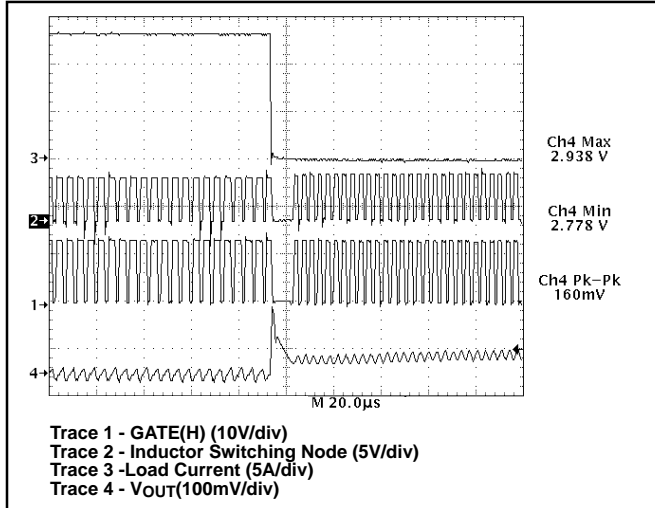 3→
2→
1→
4→
Ch4 Max
2.938 V
Ch4 Min
2.778 V
Ch4 Pk–Pk
160mV
M 20.0µs
Trace 1 - GATE(H) (10V/div)
Trace 2 - Inductor Switching Node (5V/div)
Trace 3 -Load Current (5A/div)
Trace 4 - VOUT(100mV/div)